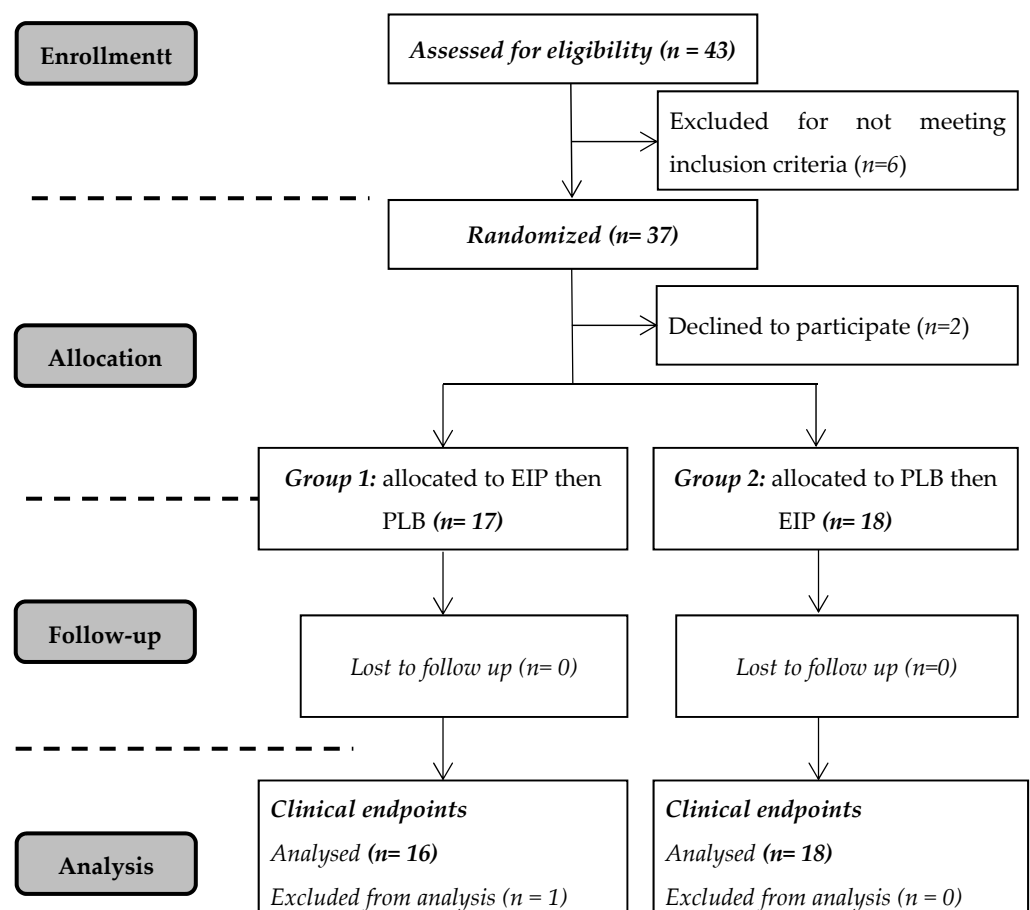 Enrollmentt
Assessed for eligibility (n = 43)
Excluded for not meeting
inclusion criteria (n=6)
Randomized (n= 37)
Declined to participate (n=2)
Allocation
Group 1: allocated to EIP then
PLB (n= 17)
Group 2: allocated to PLB then
EIP (n= 18)
Follow-up
Lost to follow up (n= 0)
Lost to follow up (n=0)
Analysis
Clinical endpoints
Analysed (n= 16)
Excluded from analysis (n = 1)
Clinical endpoints
Analysed (n= 18)
Excluded from analysis (n = 0)